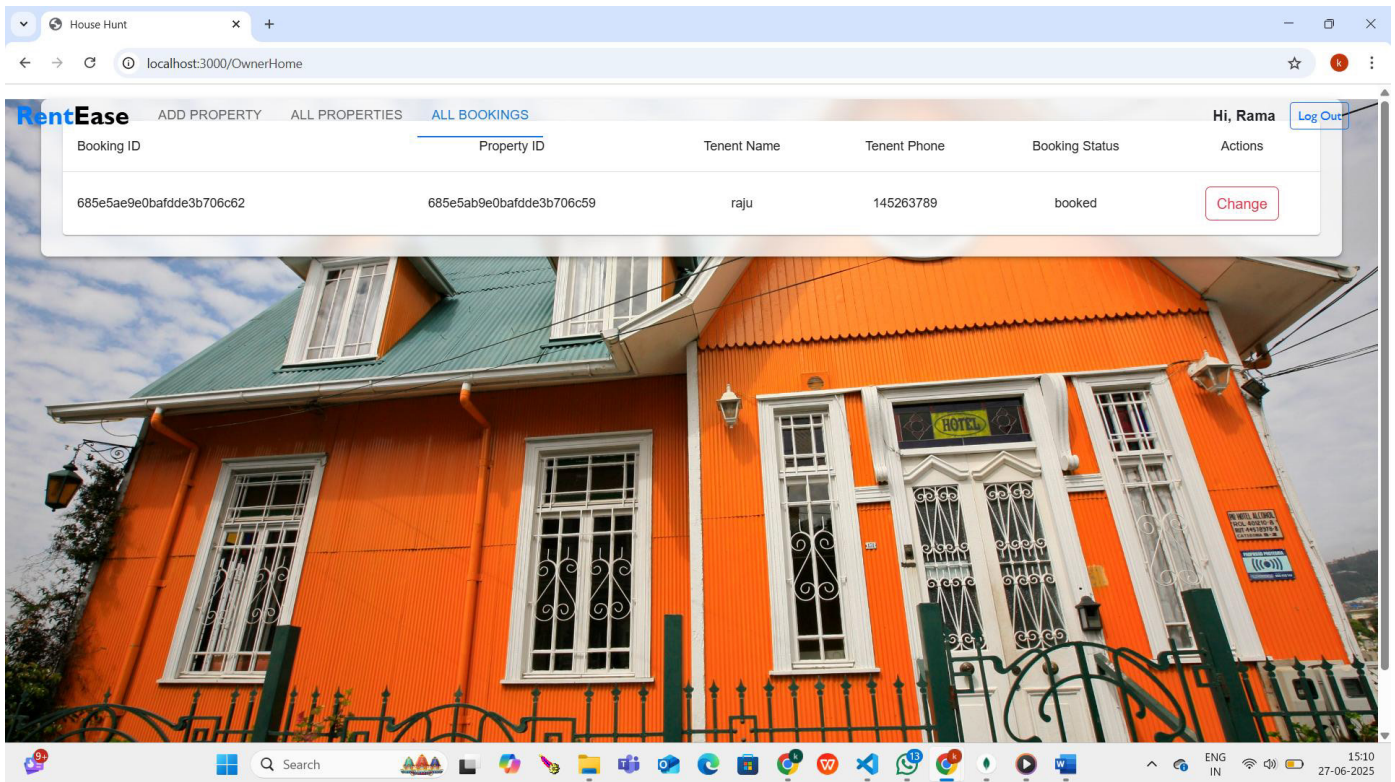 House Hunt
localhost:3000/OwnerHome
k
RentEase ADD PROPERTY ALL PROPERTIES ALL BOOKINGS Hi, Rama Log Out
Booking ID Property ID Tenent Name Tenent Phone Booking Status Actions
685e5ae9e0bafdde3b706c62 685e5ab9e0bafdde3b706c59 raju 145263789 booked Change
HOTEL
9+
Search
13
ENG
IN
15:10
27-06-2025